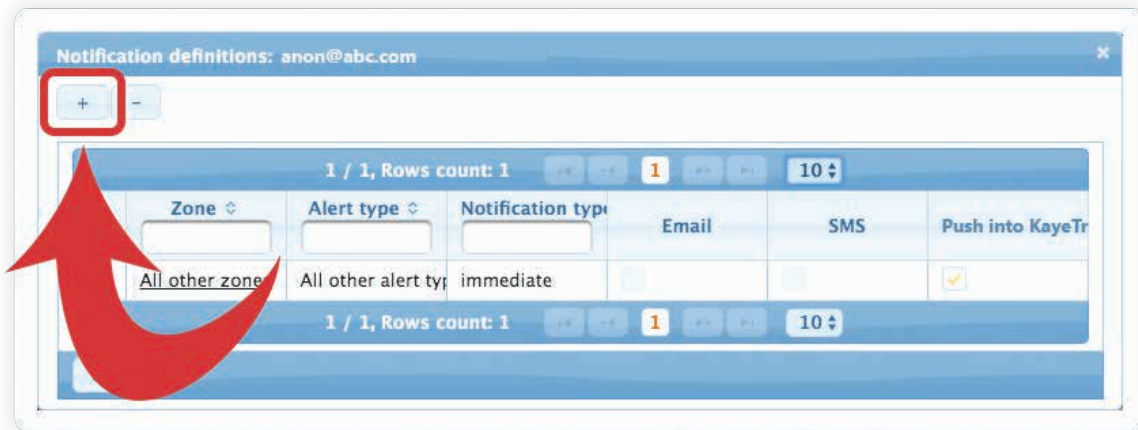 Notification definitions: anon@abc.com ×
+ -
1 / 1, Rows count: 1 1 10
Zone Alert type Notification type Email SMS Push into KayeTr
All other zone All other alert typ immediate
1 / 1, Rows count: 1 1 10